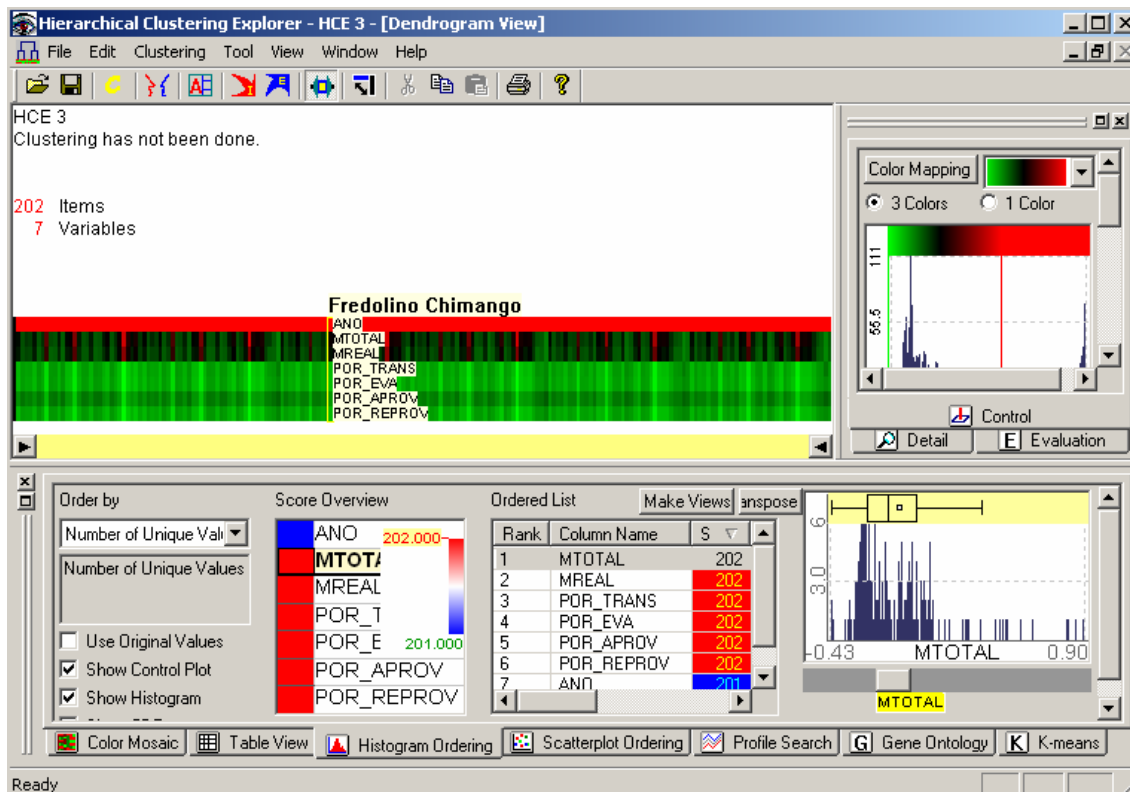 Hierarchical Clustering Explorer - HCE 3 - [Dendrogram View]
File Edit Clustering Tool View Window Help
HCE 3
Clustering has not been done.
202 Items
7 Variables
Fredolino Chimango
ANO
MTOTAL
MREAL
POR_TRANS
POR_EVA
POR_APROV
POR_REPROV
Color Mapping
3 Colors 1 Color
111
55.5
Control
Detail E Evaluation
Order by
Number of Unique Valu
Number of Unique Values
Use Original Values
Show Control Plot
Show Histogram
Score Overview
ANO 202.000
MTOTA
MREAL
POR_T
POR_E 201.000
POR_APROV
POR_REPROV
Ordered List Make Views anspose
Rank Column Name S
1 MTOTAL 202
2 MREAL 202
3 POR_TRANS 202
4 POR_EVA 202
5 POR_APROV 202
6 POR_REPROV 202
7 ANO 201
6
3.0
-0.43 MTOTAL 0.90
MTOTAL
Color Mosaic Table View Histogram Ordering Scatterplot Ordering Profile Search G Gene Ontology K K-means
Ready